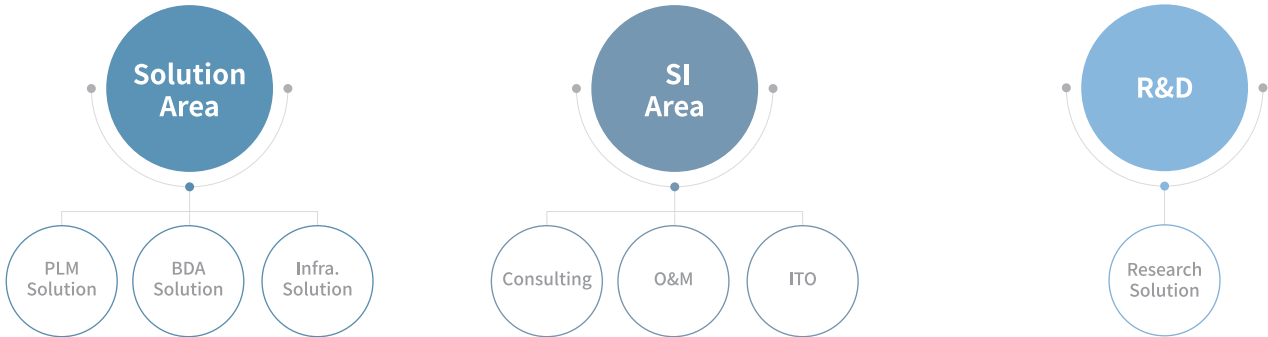 Solution
Area
SI
Area
R&D
PLM
Solution
BDA
Solution
Infra.
Solution
Consulting
O&M
ITO
Research
Solution